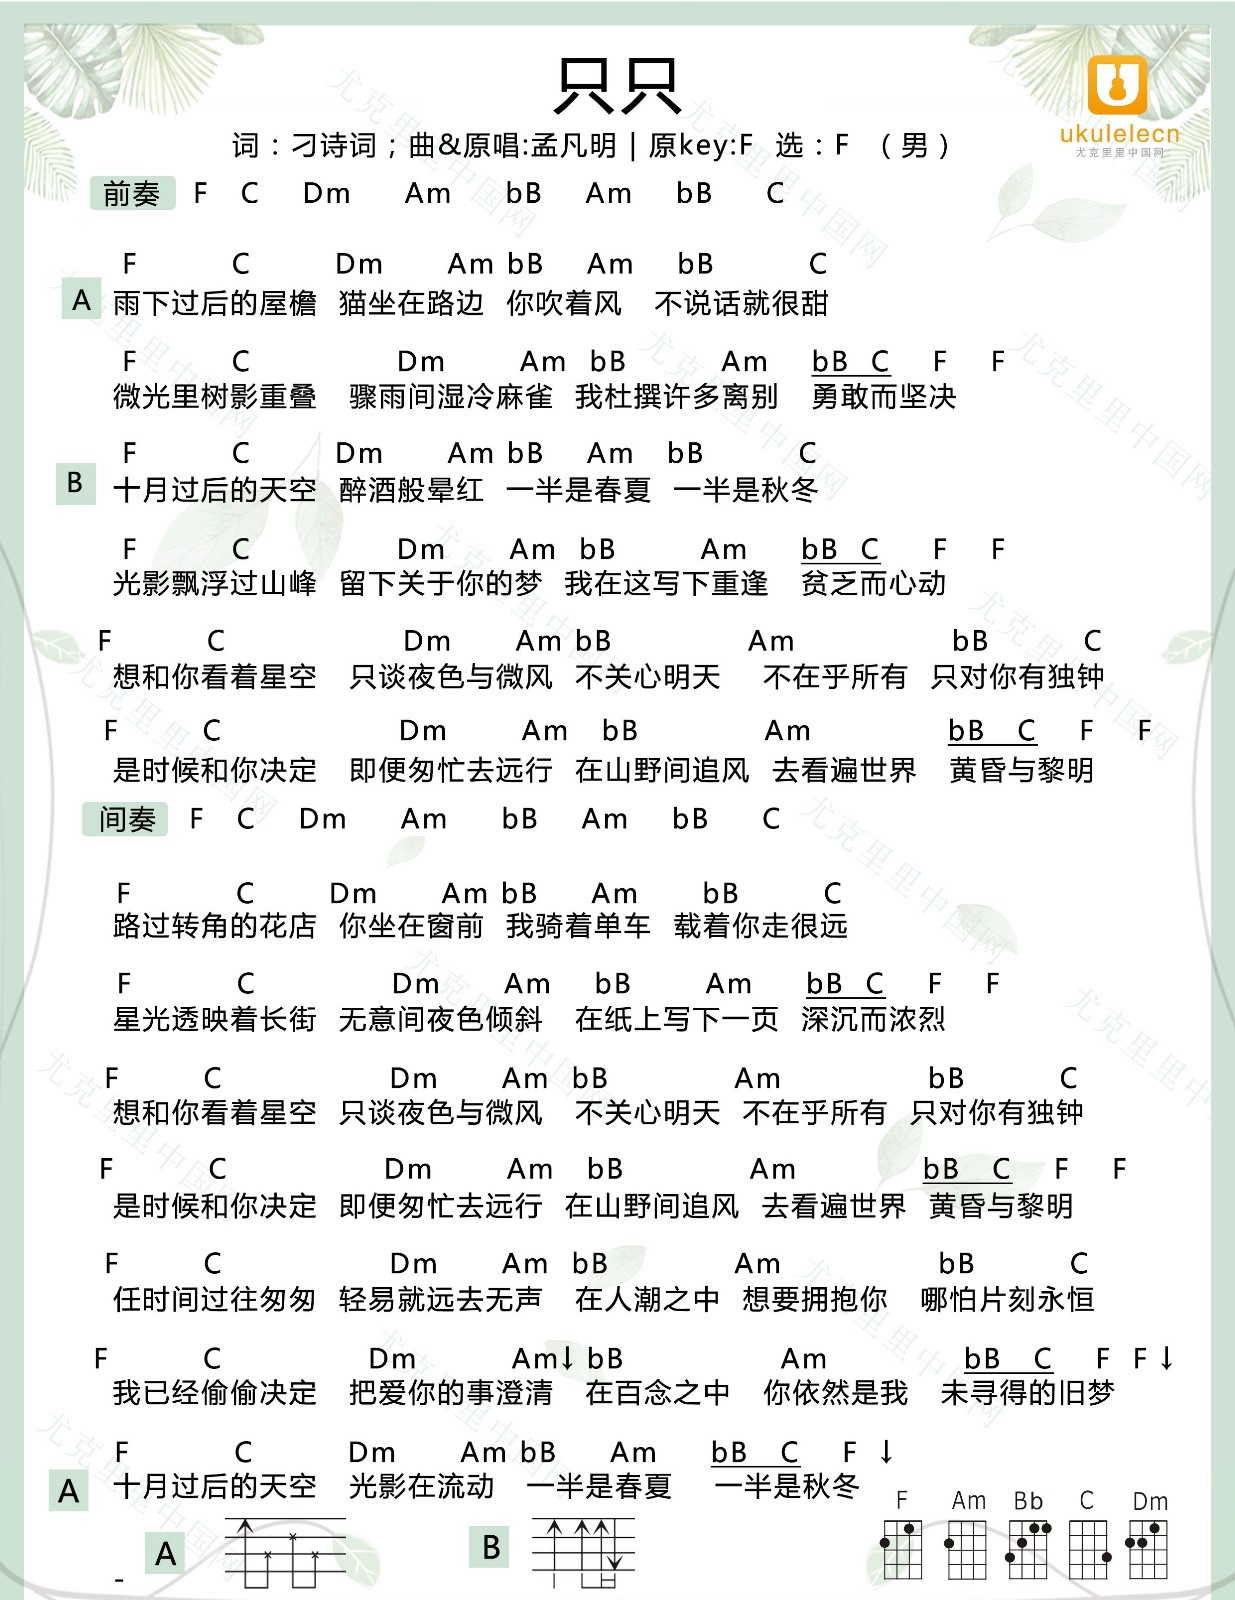 只只
ukulelecn
尤克里里中国网
词：刁诗词；曲&原唱:孟凡明 | 原key:F 选：F （男）
前奏 F C Dm Am bB Am bB C
F C Dm Am bB Am bB C
A 雨下过后的屋檐 猫坐在路边 你吹着风 不说话就很甜
F C Dm Am bB Am bB C F F
微光里树影重叠 骤雨间湿冷麻雀 我杜撰许多离别 勇敢而坚决
F C Dm Am bB Am bB C
B 十月过后的天空 醉酒般晕红 一半是春夏 一半是秋冬
F C Dm Am bB Am bB C F F
光影飘浮过山峰 留下关于你的梦 我在这写下重逢 贫乏而心动
F C Dm Am bB Am bB C
想和你看着星空 只谈夜色与微风 不关心明天 不在乎所有 只对你有独钟
F C Dm Am bB Am bB C F F
是时候和你决定 即便匆忙去远行 在山野间追风 去看遍世界 黄昏与黎明
间奏 F C Dm Am bB Am bB C
F C Dm Am bB Am bB C
路过转角的花店 你坐在窗前 我骑着单车 载着你走很远
F C Dm Am bB Am bB C F F
星光透映着长街 无意间夜色倾斜 在纸上写下一页 深沉而浓烈
F C Dm Am bB Am bB C
想和你看着星空 只谈夜色与微风 不关心明天 不在乎所有 只对你有独钟
F C Dm Am bB Am bB C F F
是时候和你决定 即便匆忙去远行 在山野间追风 去看遍世界 黄昏与黎明
F C Dm Am bB Am bB C
任时间过往匆匆 轻易就远去无声 在人潮之中 想要拥抱你 哪怕片刻永恒
F C Dm Am↓ bB Am bB C F F↓
我已经偷偷决定 把爱你的事澄清 在百念之中 你依然是我 未寻得的旧梦
F C Dm Am bB Am bB C F ↓
A 十月过后的天空 光影在流动 一半是春夏 一半是秋冬
F Am Bb C Dm
A B
-